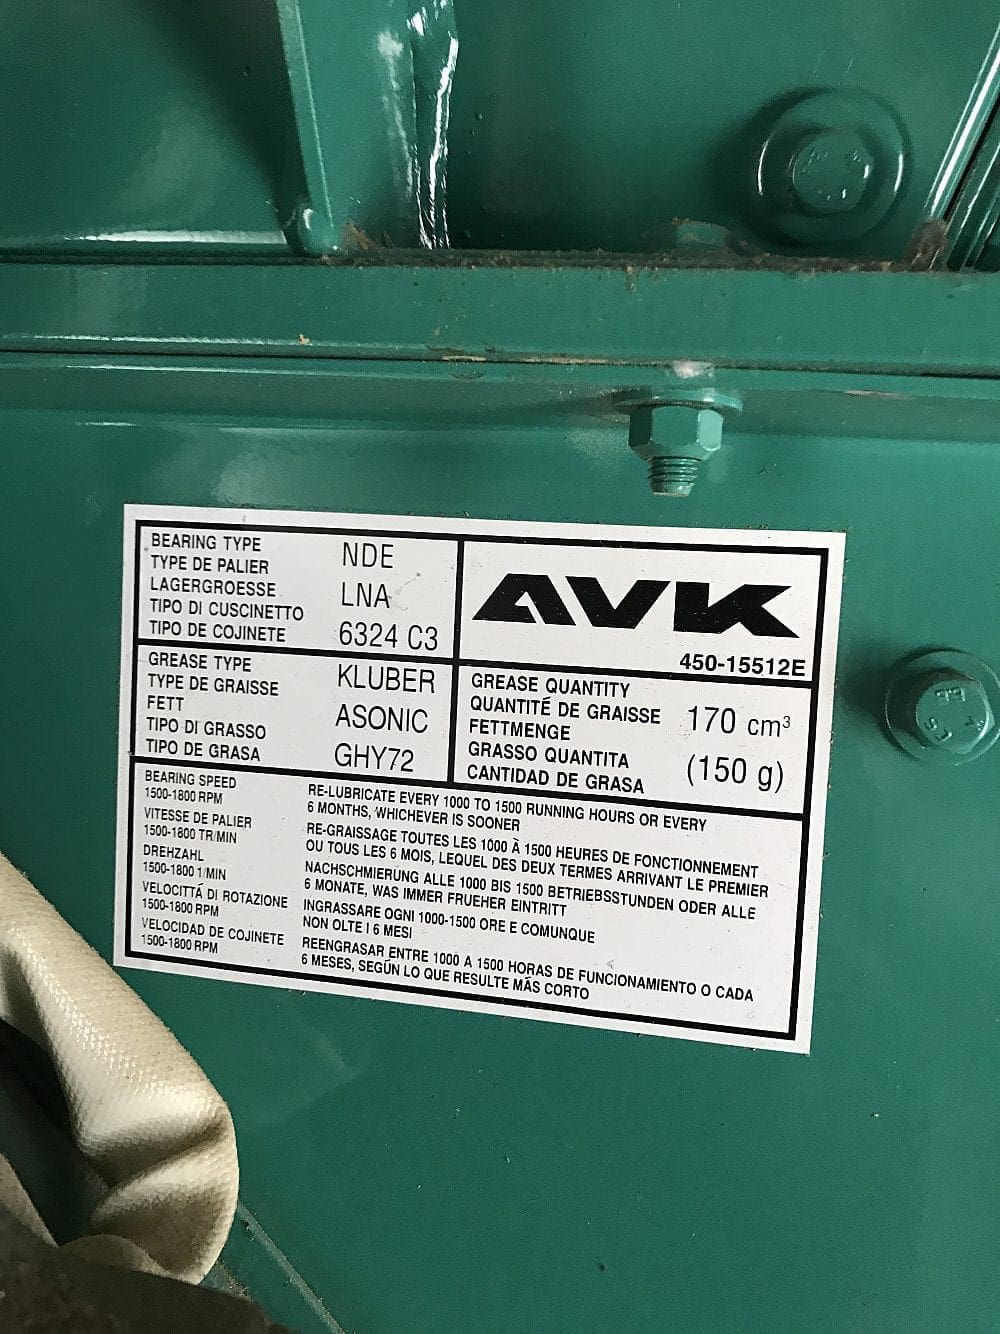 BEARING TYPE
TYPE DE PALIER
LAGERGROESSE
TIPO DI CUSCINETTO
TIPO DE COJINETE
NDE
LNA
6324 C3
AVK
450-15512E
GREASE TYPE
TYPE DE GRAISSE
FETT
TIPO DI GRASSO
TIPO DE GRASA
KLUBER
ASONIC
GHY72
GREASE QUANTITY
QUANTITÉ DE GRAISSE
FETTMENGE
GRASSO QUANTITA
CANTIDAD DE GRASA
170 cm³
(150 g)
BEARING SPEED
1500-1800 RPM
RE-LUBRICATE EVERY 1000 TO 1500 RUNNING HOURS OR EVERY
6 MONTHS, WHICHEVER IS SOONER
VITESSE DE PALIER
1500-1800 TR/MIN
RE-GRAISSAGE TOUTES LES 1000 À 1500 HEURES DE FONCTIONNEMENT
OU TOUS LES 6 MOIS, LEQUEL DES DEUX TERMES ARRIVANT LE PREMIER
DREHZAHL
1500-1800 1/MIN
NACHSCHMIERUNG ALLE 1000 BIS 1500 BETRIEBSSTUNDEN ODER ALLE
6 MONATE, WAS IMMER FRUEHER EINTRITT
VELOCITTÁ DI ROTAZIONE
1500-1800 RPM
INGRASSARE OGNI 1000-1500 ORE E COMUNQUE
NON OLTE I 6 MESI
VELOCIDAD DE COJINETE
1500-1800 RPM
REENGRASAR ENTRE 1000 A 1500 HORAS DE FUNCIONAMIENTO O CADA
6 MESES, SEGÚN LO QUE RESULTE MÁS CORTO